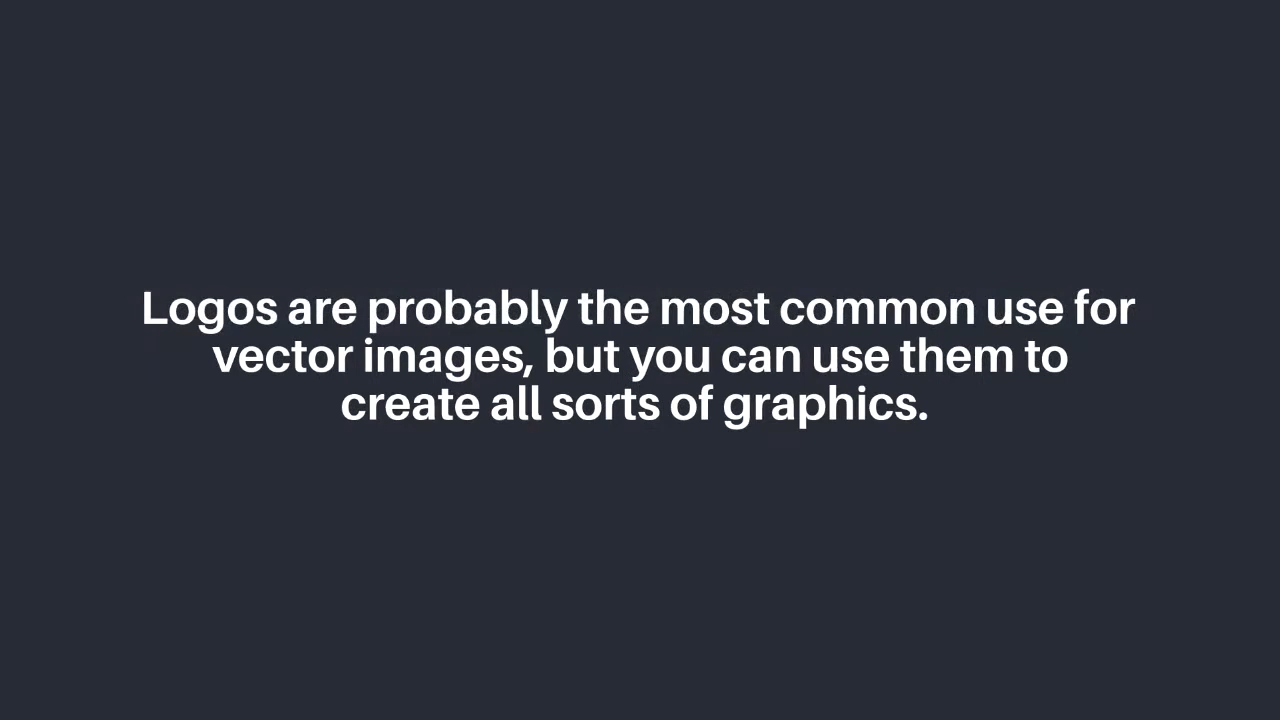 Logos are probably the most common use for
vector images, but you can use them to
create all sorts of graphics.